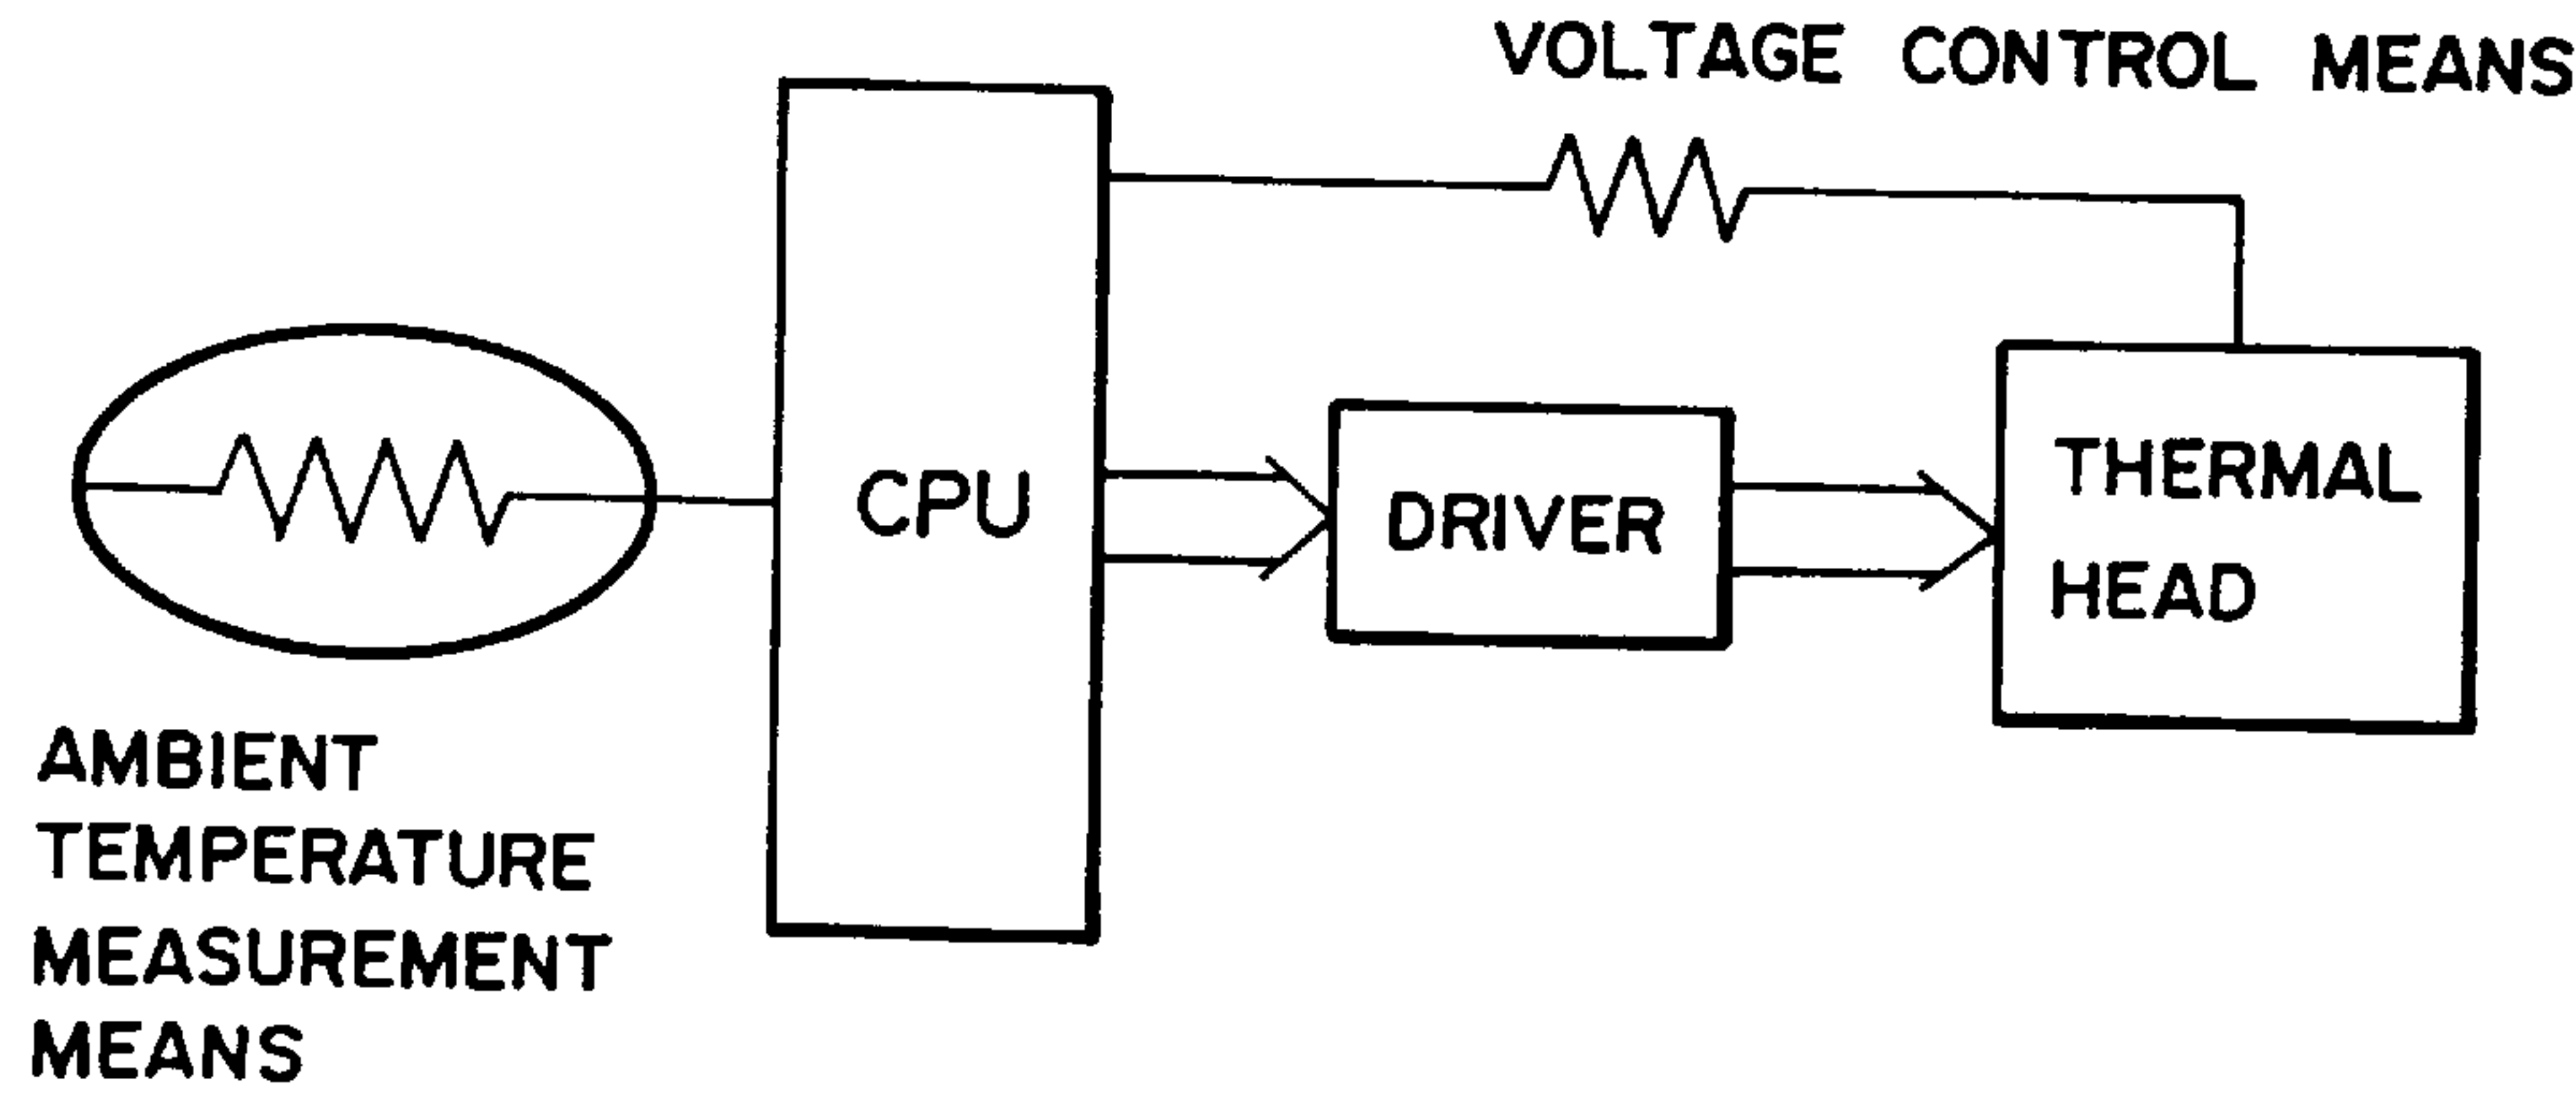 VOLTAGE CONTROL MEANS
CPU
DRIVER
THERMAL
HEAD
AMBIENT
TEMPERATURE
MEASUREMENT
MEANS